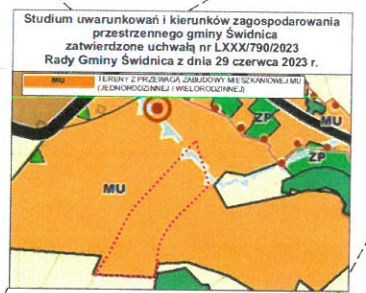 Studium uwarunkowań i kierunków zagospodarowania
przestrzennego gminy Świdnica
zatwierdzone uchwałą nr LXXX/790/2023
Rady Gminy Świdnica z dnia 29 czerwca 2023 r.
MU TERENY Z PRZEWAGĄ ZABUDOWY MIESZKANIOWEJ MU
(JEDNORODZINNEJ I WIELORODZINNEJ)
ZP
MU
ZP
MU